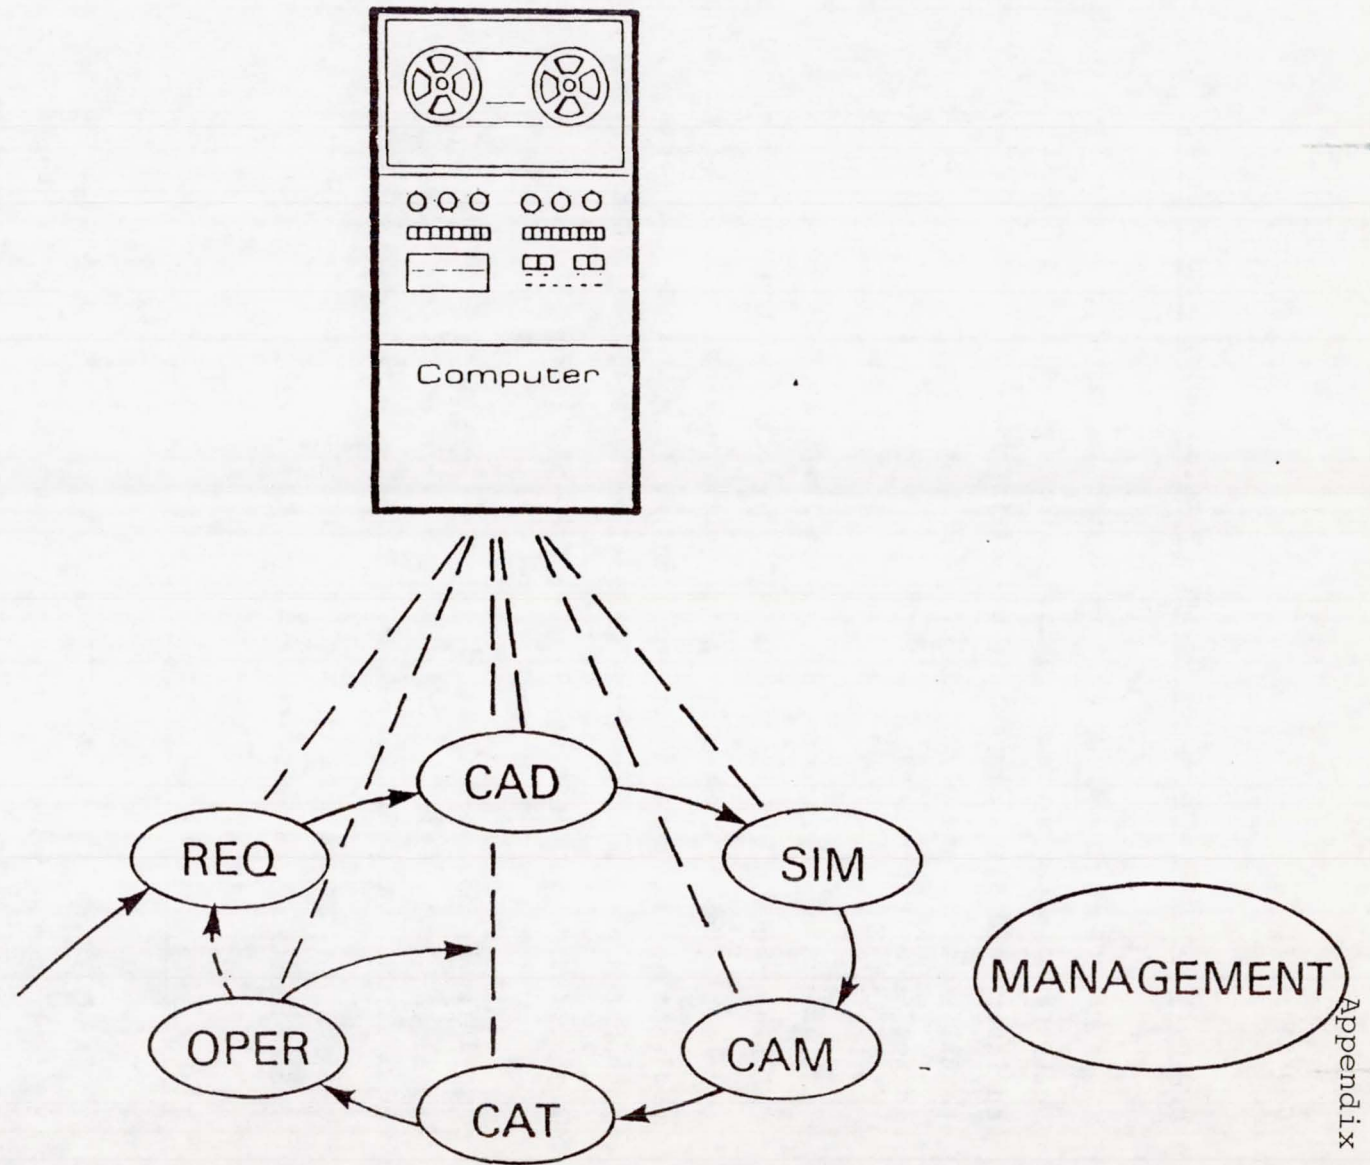 Computer
CAD
REQ
SIM
MANAGEMENT
OPER
CAM
CAT
Appendix